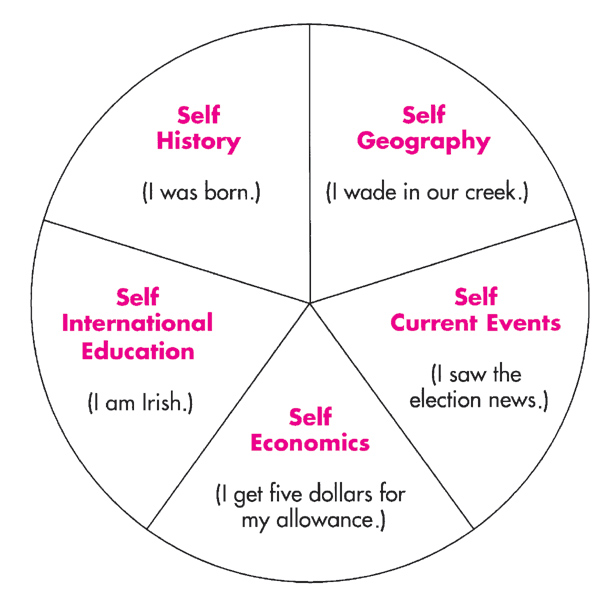 Self
History
(I was born.)
Self
Geography
(I wade in our creek.)
Self
Current Events
(I saw the
election news.)
Self
Economics
(I get five dollars for
my allowance.)
Self
International
Education
(I am Irish.)